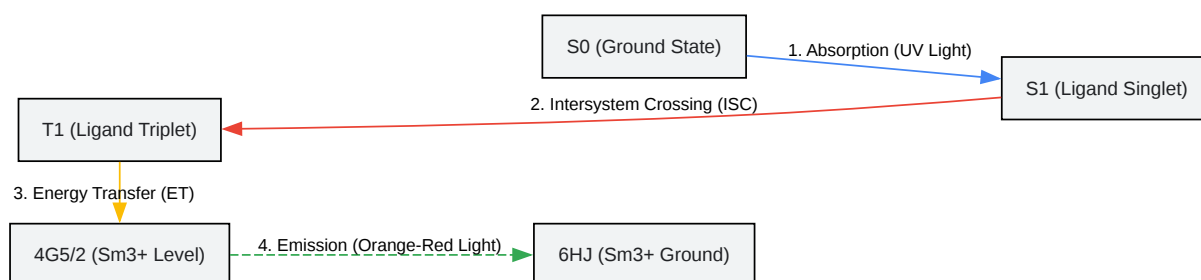 S0 (Ground State)
1. Absorption (UV Light)
S1 (Ligand Singlet)
2. Intersystem Crossing (ISC)
T1 (Ligand Triplet)
3. Energy Transfer (ET)
4G5/2 (Sm3+ Level)
4. Emission (Orange-Red Light)
6HJ (Sm3+ Ground)